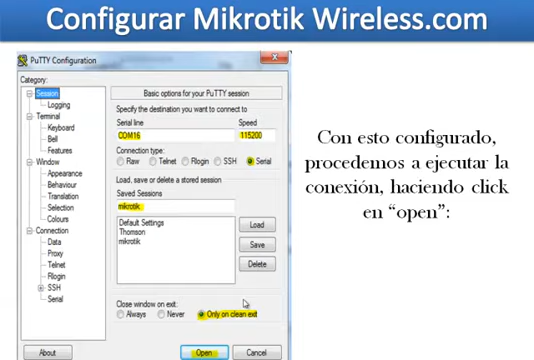 Configurar Mikrotik Wireless.com
PuTTY Configuration
Category:
Session
Logging
Terminal
Keyboard
Bell
Features
Window
Appearance
Behaviour
Translation
Selection
Colours
Connection
Data
Proxy
Telnet
Rlogin
SSH
Serial
Basic options for your PuTTY session
Specify the destination you want to connect to
Serial line Speed
COM16 115200
Connection type:
Raw Telnet Rlogin SSH Serial
Load, save or delete a stored session
Saved Sessions
mikrotik
Default Settings
Thomson
mikrotik
Load
Save
Delete
Close window on exit:
Always Never Only on clean exit
About Open Cancel
Con esto configurado,
procedemos a ejecutar la
conexión, haciendo click
en “open”: